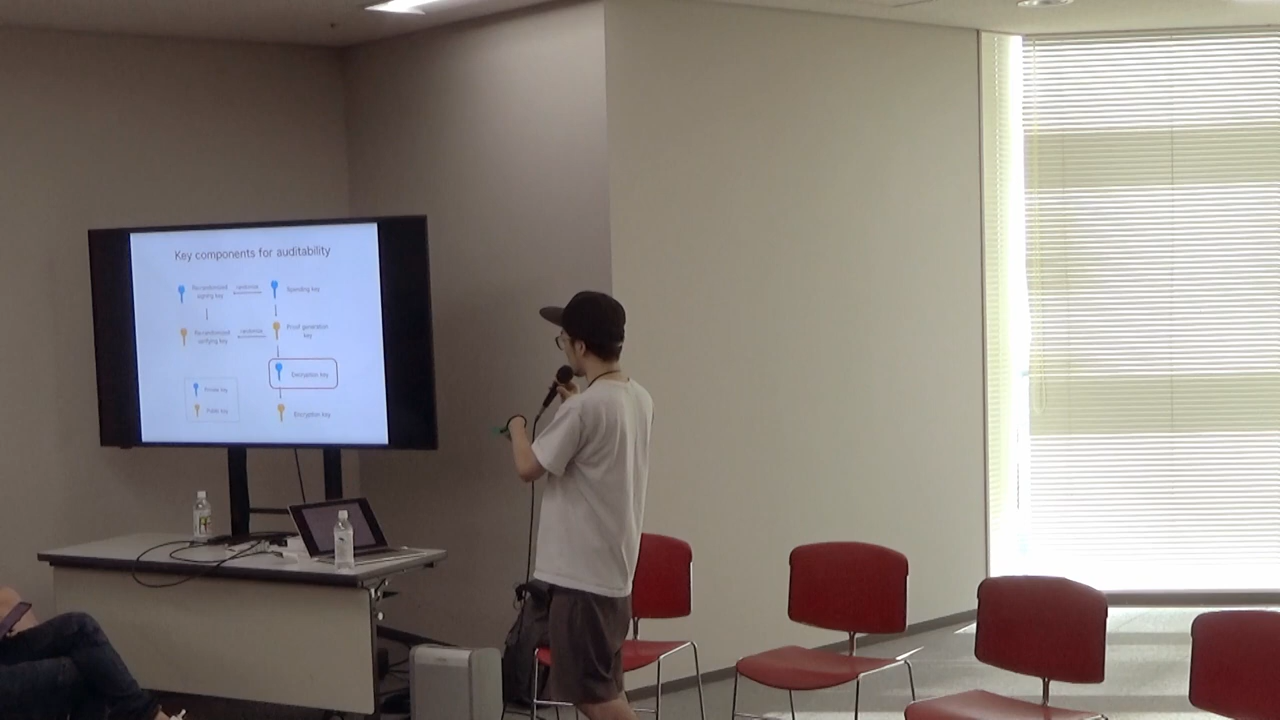 Key components for auditability
Re-randomized
signing key
randomize
Spending key
Re-randomized
verifying key
randomize
Proof generation
key
Decryption key
Private key
Public key
Encryption key